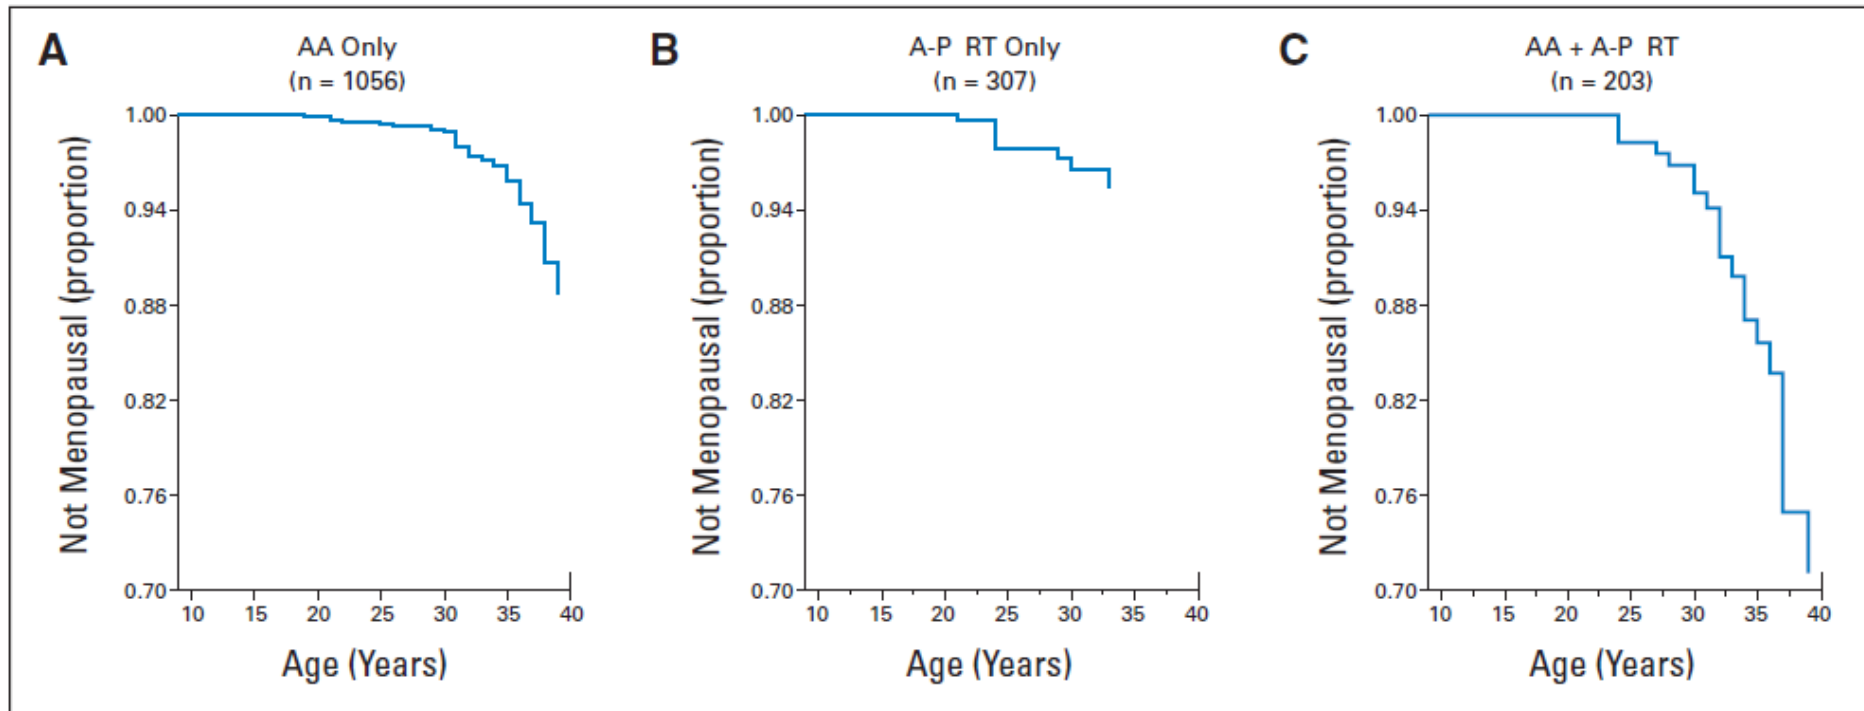 A
AA Only
(n = 1056)
Not Menopausal (proportion)
1.00
0.94
0.88
0.82
0.76
0.70
10 15 20 25 30 35 40
Age (Years)
B
A-P RT Only
(n = 307)
Not Menopausal (proportion)
1.00
0.94
0.88
0.82
0.76
0.70
10 15 20 25 30 35 40
Age (Years)
C
AA + A-P RT
(n = 203)
Not Menopausal (proportion)
1.00
0.94
0.88
0.82
0.76
0.70
10 15 20 25 30 35 40
Age (Years)